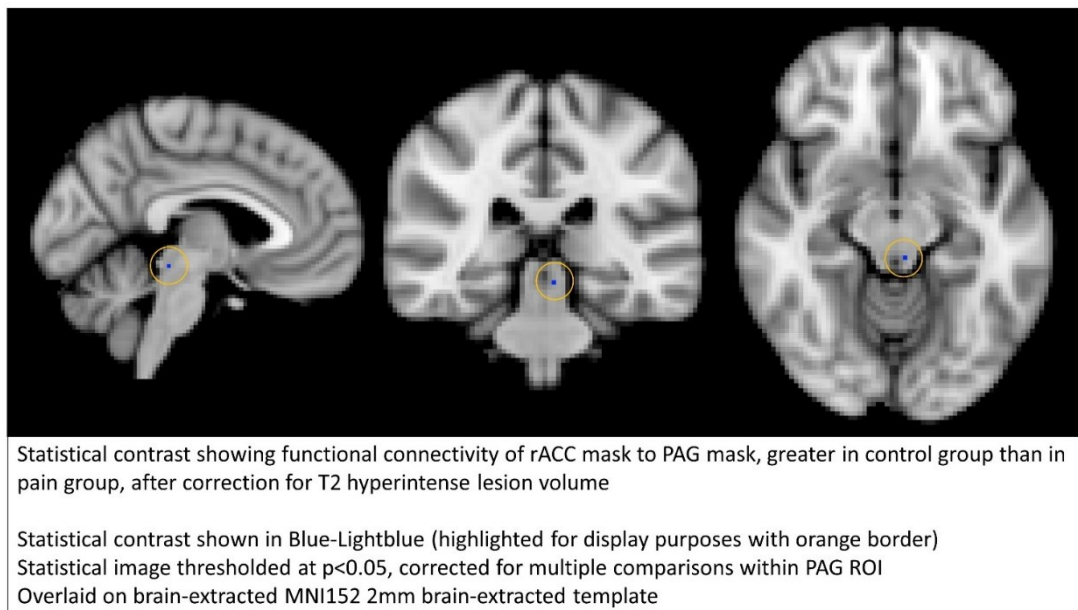 Statistical contrast showing functional connectivity of rACC mask to PAG mask, greater in control group than in
pain group, after correction for T2 hyperintense lesion volume
Statistical contrast shown in Blue-Lightblue (highlighted for display purposes with orange border)
Statistical image thresholded at p<0.05, corrected for multiple comparisons within PAG ROI
Overlaid on brain-extracted MNI152 2mm brain-extracted template